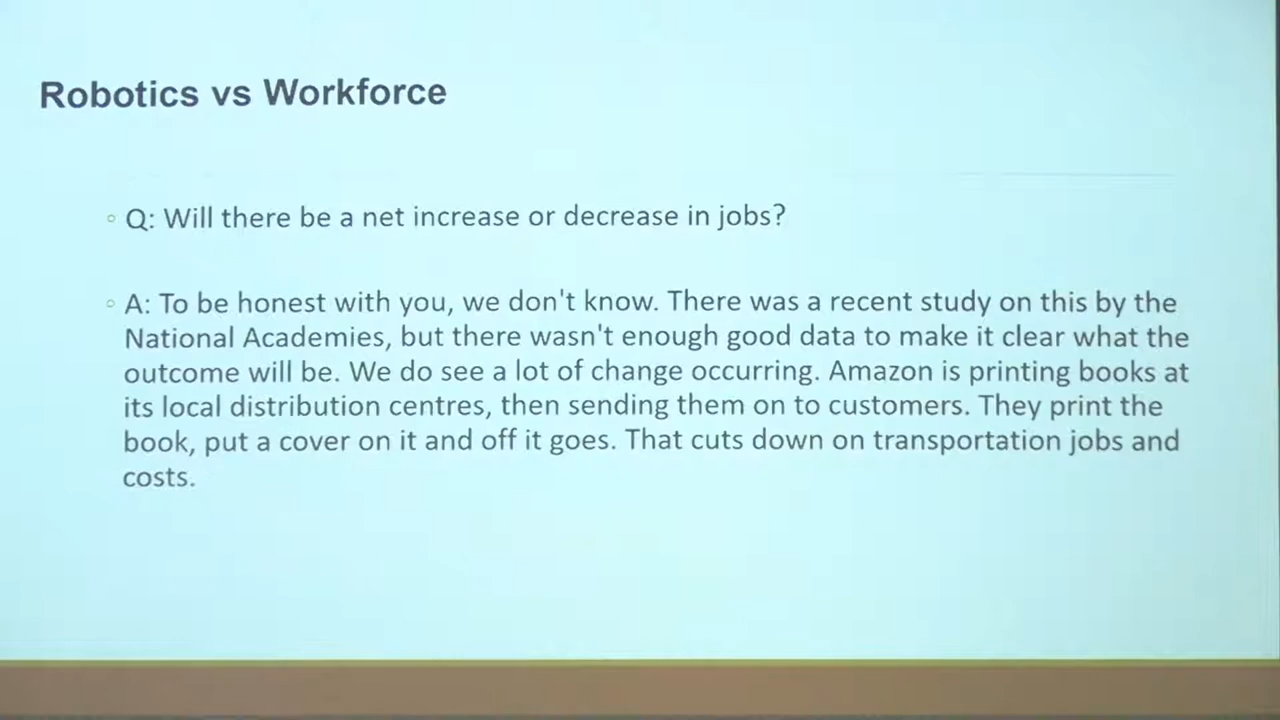 Robotics vs Workforce
◦ Q: Will there be a net increase or decrease in jobs?
◦ A: To be honest with you, we don't know. There was a recent study on this by the
National Academies, but there wasn't enough good data to make it clear what the
outcome will be. We do see a lot of change occurring. Amazon is printing books at
its local distribution centres, then sending them on to customers. They print the
book, put a cover on it and off it goes. That cuts down on transportation jobs and
costs.